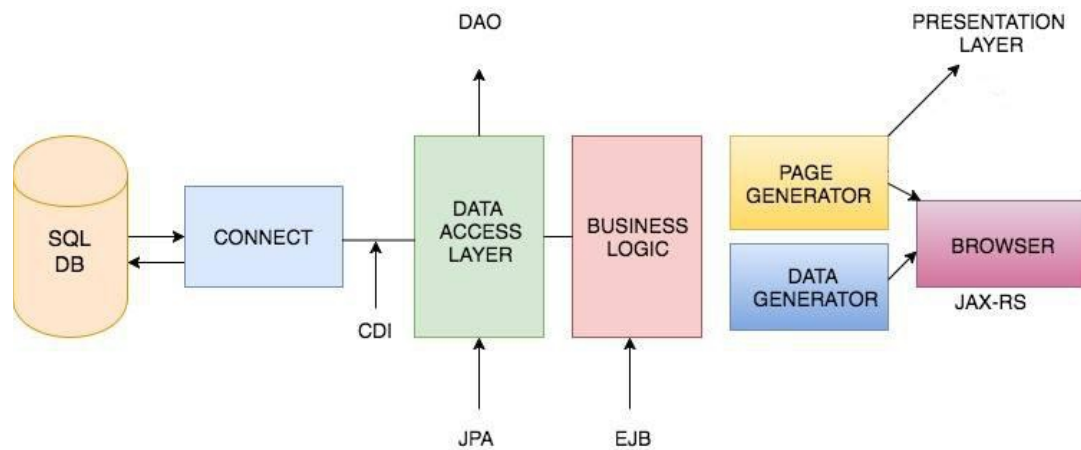 DAO
PRESENTATION
LAYER
SQL
DB
CONNECT
CDI
DATA
ACCESS
LAYER
JPA
BUSINESS
LOGIC
EJB
PAGE
GENERATOR
DATA
GENERATOR
BROWSER
JAX-RS